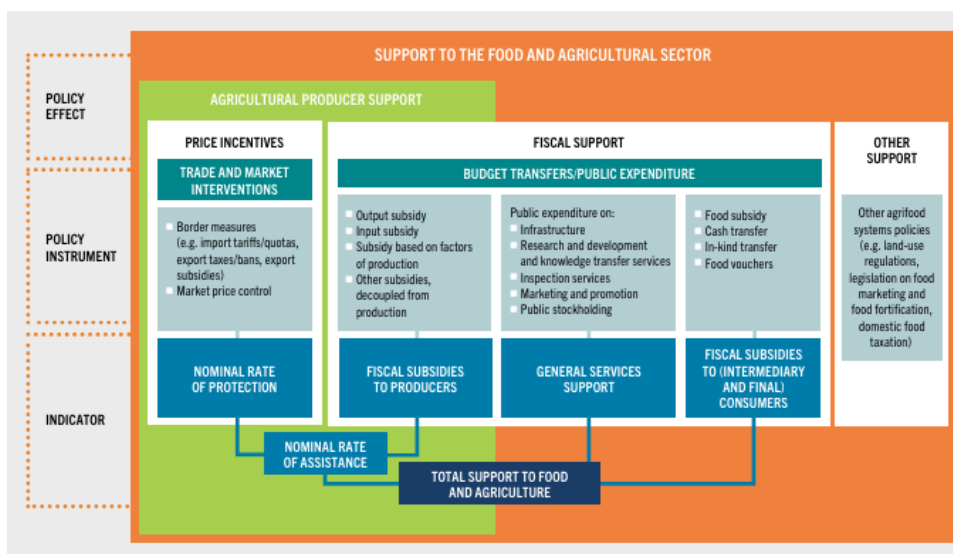 SUPPORT TO THE FOOD AND AGRICULTURAL SECTOR
POLICY
EFFECT
AGRICULTURAL PRODUCER SUPPORT
PRICE INCENTIVES
FISCAL SUPPORT
OTHER
SUPPORT
TRADE AND MARKET
INTERVENTIONS
BUDGET TRANSFERS/PUBLIC EXPENDITURE
POLICY
INSTRUMENT
Border measures
(e.g. import tariffs/quotas,
export taxes/bans, export
subsidies)
Market price control
Output subsidy
Input subsidy
Subsidy based on factors
of production
Other subsidies,
decoupled from
production
Public expenditure on:
Infrastructure
Research and development
and knowledge transfer services
Inspection services
Marketing and promotion
Public stockholding
Food subsidy
Cash transfer
In-kind transfer
Food vouchers
Other agrifood
systems policies
(e.g. land-use
regulations,
legislation on food
marketing and
food fortification,
domestic food
taxation)
INDICATOR
NOMINAL RATE
OF PROTECTION
FISCAL SUBSIDIES
TO PRODUCERS
GENERAL SERVICES
SUPPORT
FISCAL SUBSIDIES
TO (INTERMEDIARY
AND FINAL)
CONSUMERS
NOMINAL RATE
OF ASSISTANCE
TOTAL SUPPORT TO FOOD
AND AGRICULTURE